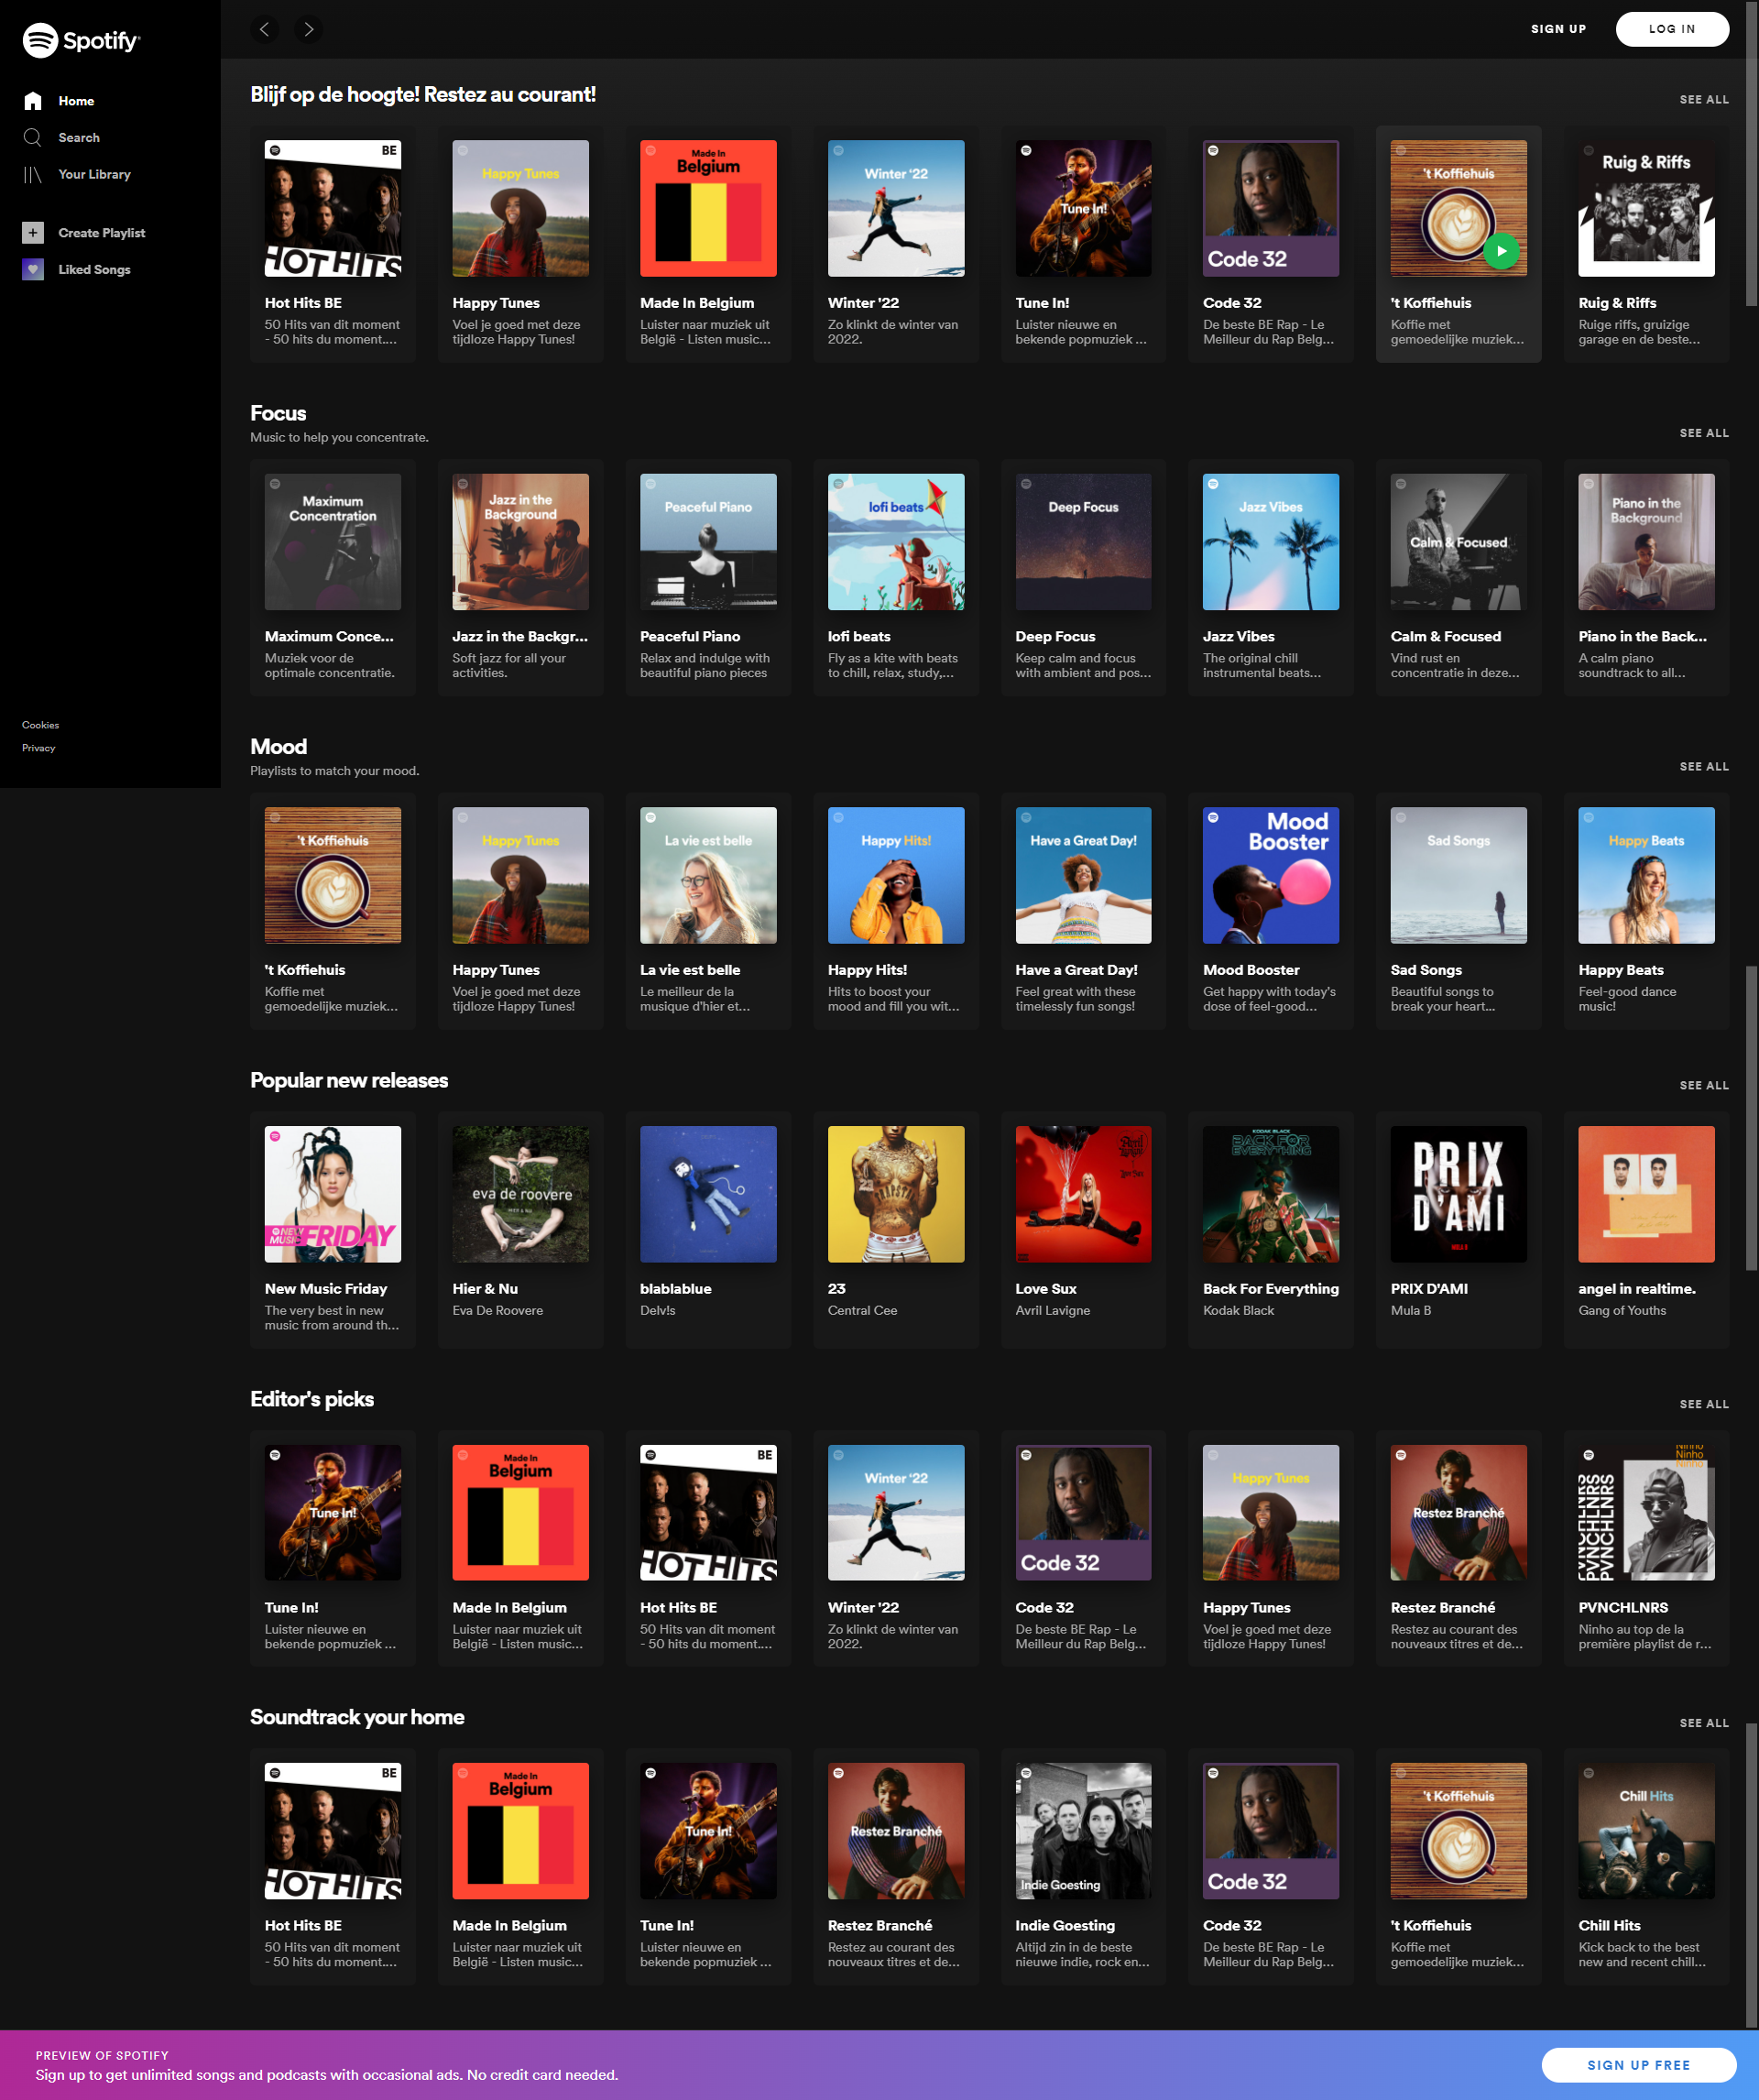 Spotify
Home
Search
Your Library
Create Playlist
Liked Songs
Cookies
Privacy
SIGN UP
LOG IN
Blijf op de hoogte! Restez au courant!
SEE ALL
BE
HOT HITS
Hot Hits BE
50 Hits van dit moment
- 50 hits du moment....
Happy Tunes
Happy Tunes
Voel je goed met deze
tijdloze Happy Tunes!
Made In
Belgium
Made In Belgium
Luister naar muziek uit
België - Listen music...
Winter '22
Winter '22
Zo klinkt de winter van
2022.
Tune In!
Tune In!
Luister nieuwe en
bekende popmuziek ...
Code 32
Code 32
De beste BE Rap - Le
Meilleur du Rap Belg...
't Koffiehuis
't Koffiehuis
Koffie met
gemoedelijke muziek...
Ruig & Riffs
Ruig & Riffs
Ruige riffs, gruizige
garage en de beste...
Focus
Music to help you concentrate.
SEE ALL
Maximum
Concentration
Maximum Conce...
Muziek voor de
optimale concentratie.
Jazz in the
Background
Jazz in the Backgr...
Soft jazz for all your
activities.
Peaceful Piano
Peaceful Piano
Relax and indulge with
beautiful piano pieces
lofi beats
lofi beats
Fly as a kite with beats
to chill, relax, study,...
Deep Focus
Deep Focus
Keep calm and focus
with ambient and pos...
Jazz Vibes
Jazz Vibes
The original chill
instrumental beats...
Calm & Focused
Calm & Focused
Vind rust en
concentratie in deze...
Piano in the
Background
Piano in the Back...
A calm piano
soundtrack to all...
Mood
Playlists to match your mood.
SEE ALL
't Koffiehuis
't Koffiehuis
Koffie met
gemoedelijke muziek...
Happy Tunes
Happy Tunes
Voel je goed met deze
tijdloze Happy Tunes!
La vie est belle
La vie est belle
Le meilleur de la
musique d'hier et...
Happy Hits!
Happy Hits!
Hits to boost your
mood and fill you wit...
Have a Great Day!
Have a Great Day!
Feel great with these
timelessly fun songs!
Mood
Booster
Mood Booster
Get happy with today's
dose of feel-good...
Sad Songs
Sad Songs
Beautiful songs to
break your heart...
Happy Beats
Happy Beats
Feel-good dance
music!
Popular new releases
SEE ALL
NEW
MUSIC FRIDAY
New Music Friday
The very best in new
music from around th...
eva de roovere
Hier & Nu
Eva De Roovere
blablablue
Delv!s
23
23
Central Cee
Love Sux
Avril Lavigne
KODAK BLACK
BACK FOR
EVERYTHING
Back For Everything
Kodak Black
PRIX
D'AMI
MULA B
PRIX D'AMI
Mula B
angel in realtime.
Gang of Youths
Editor's picks
SEE ALL
Tune In!
Tune In!
Luister nieuwe en
bekende popmuziek ...
Made In
Belgium
Made In Belgium
Luister naar muziek uit
België - Listen music...
BE
HOT HITS
Hot Hits BE
50 Hits van dit moment
- 50 hits du moment....
Winter '22
Winter '22
Zo klinkt de winter van
2022.
Code 32
Code 32
De beste BE Rap - Le
Meilleur du Rap Belg...
Happy Tunes
Happy Tunes
Voel je goed met deze
tijdloze Happy Tunes!
Restez Branché
Restez Branché
Restez au courant des
nouveaux titres et de...
Ninho
Ninho
Ninho
PVNCHLNRS
PVNCHLNRS
PVNCHLNRS
Ninho au top de la
première playlist de r...
Soundtrack your home
SEE ALL
BE
HOT HITS
Hot Hits BE
50 Hits van dit moment
- 50 hits du moment....
Made In
Belgium
Made In Belgium
Luister naar muziek uit
België - Listen music...
Tune In!
Tune In!
Luister nieuwe en
bekende popmuziek ...
Restez Branché
Restez Branché
Restez au courant des
nouveaux titres et de...
Indie Goesting
Indie Goesting
Altijd zin in de beste
nieuwe indie, rock en...
Code 32
Code 32
De beste BE Rap - Le
Meilleur du Rap Belg...
't Koffiehuis
't Koffiehuis
Koffie met
gemoedelijke muziek...
Chill Hits
Chill Hits
Kick back to the best
new and recent chill...
PREVIEW OF SPOTIFY
Sign up to get unlimited songs and podcasts with occasional ads. No credit card needed.
SIGN UP FREE